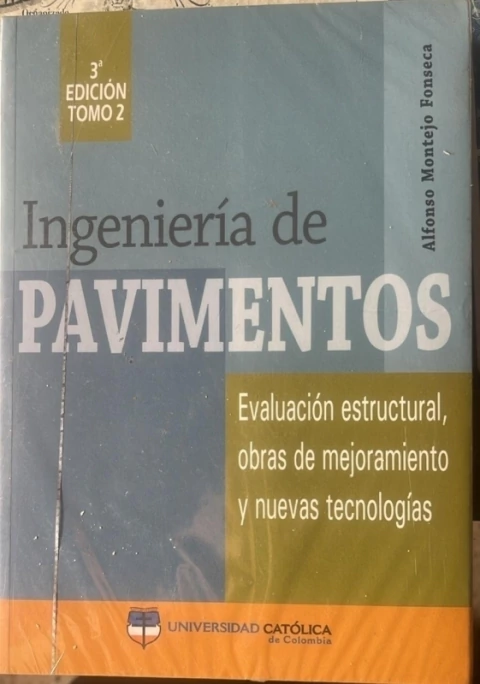 3ª
EDICIÓN
TOMO 2
Alfonso Montejo Fonseca
Ingeniería de
PAVIMENTOS
Evaluación estructural,
obras de mejoramiento
y nuevas tecnologías
UNIVERSIDAD CATÓLICA
de Colombia